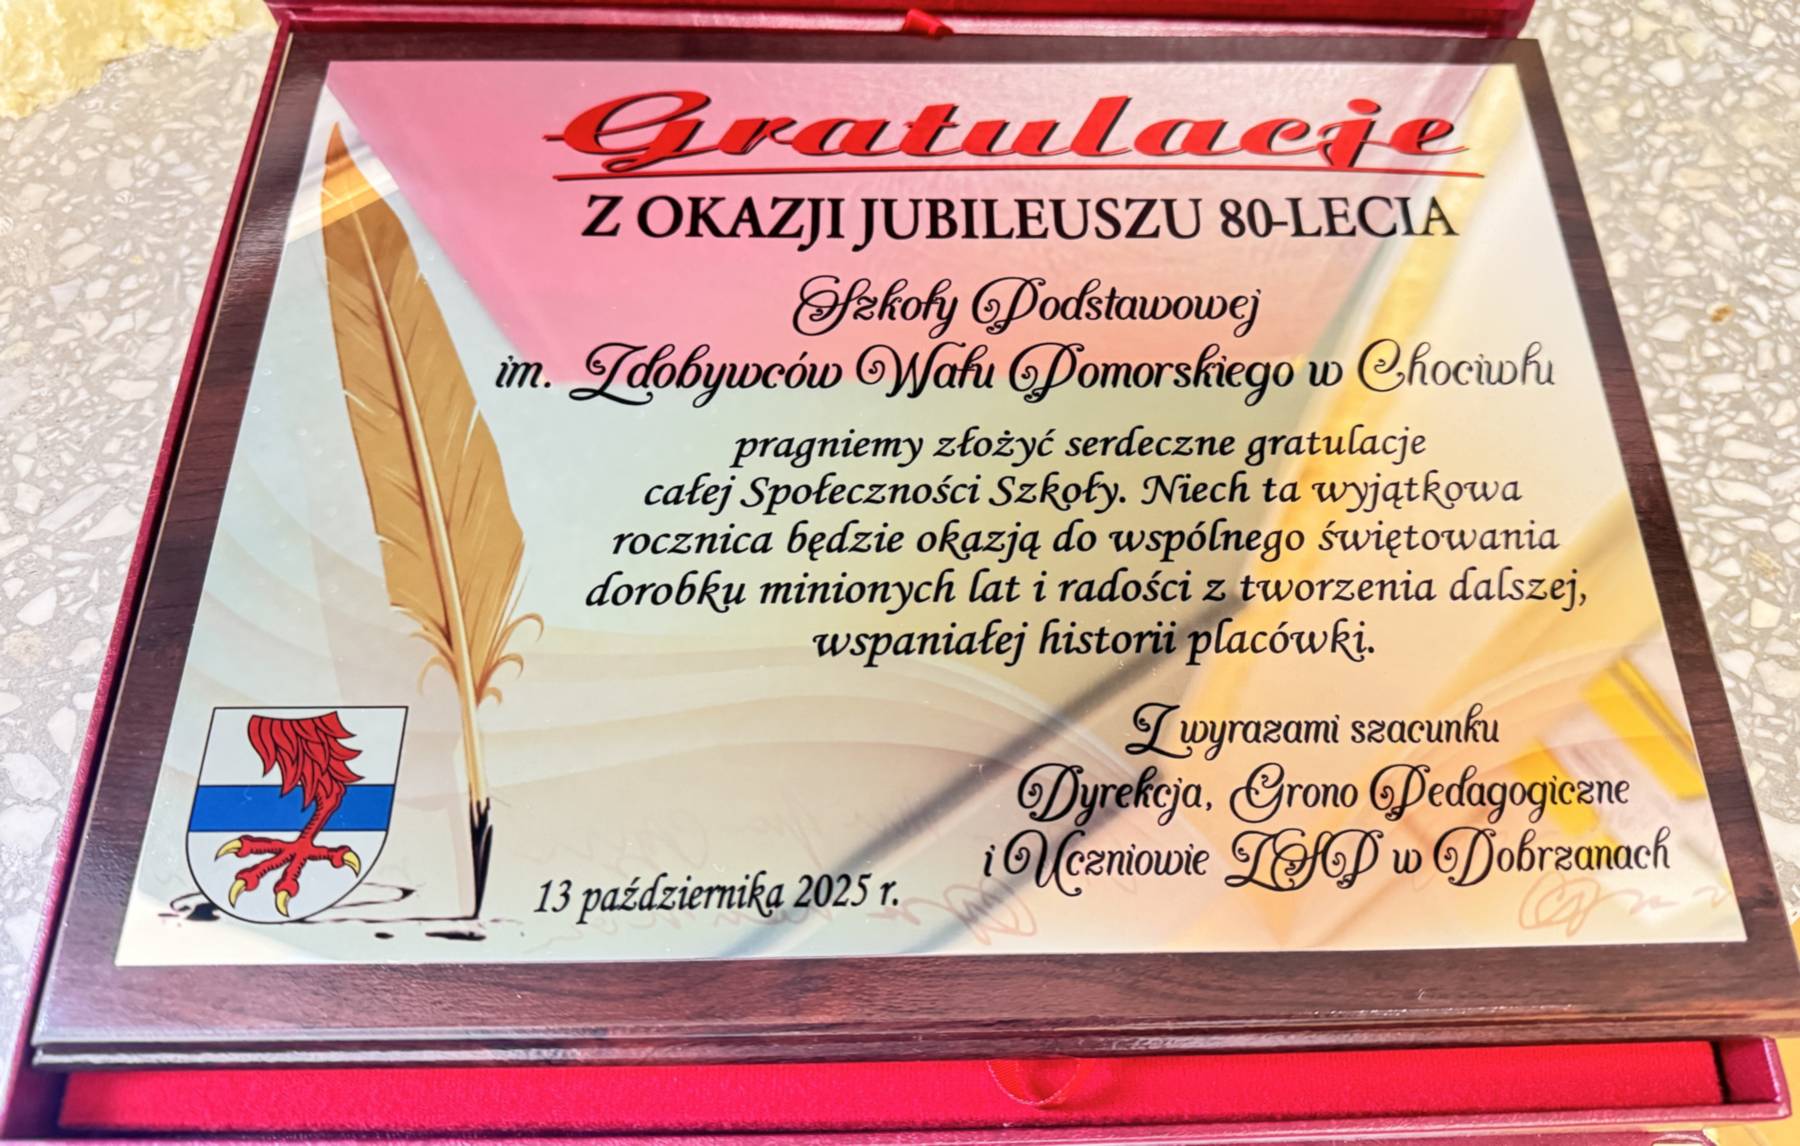 Gratulacje
Z OKAZJI JUBILEUSZU 80-LECIA
Szkoły Podstawowej
im. Zdobywców Wału Pomorskiego w Chociwłu
pragniemy złożyć serdeczne gratulacje
całej Społeczności Szkoły. Niech ta wyjątkowa
rocznica będzie okazją do wspólnego świętowania
dorobku minionych lat i radości z tworzenia dalszej,
wspaniałej historii placówki.
Z wyrazami szacunku
Dyrekcja, Grono Pedagogiczne
i Uczniowie ZSP w Dobrzanach
13 października 2025 r.